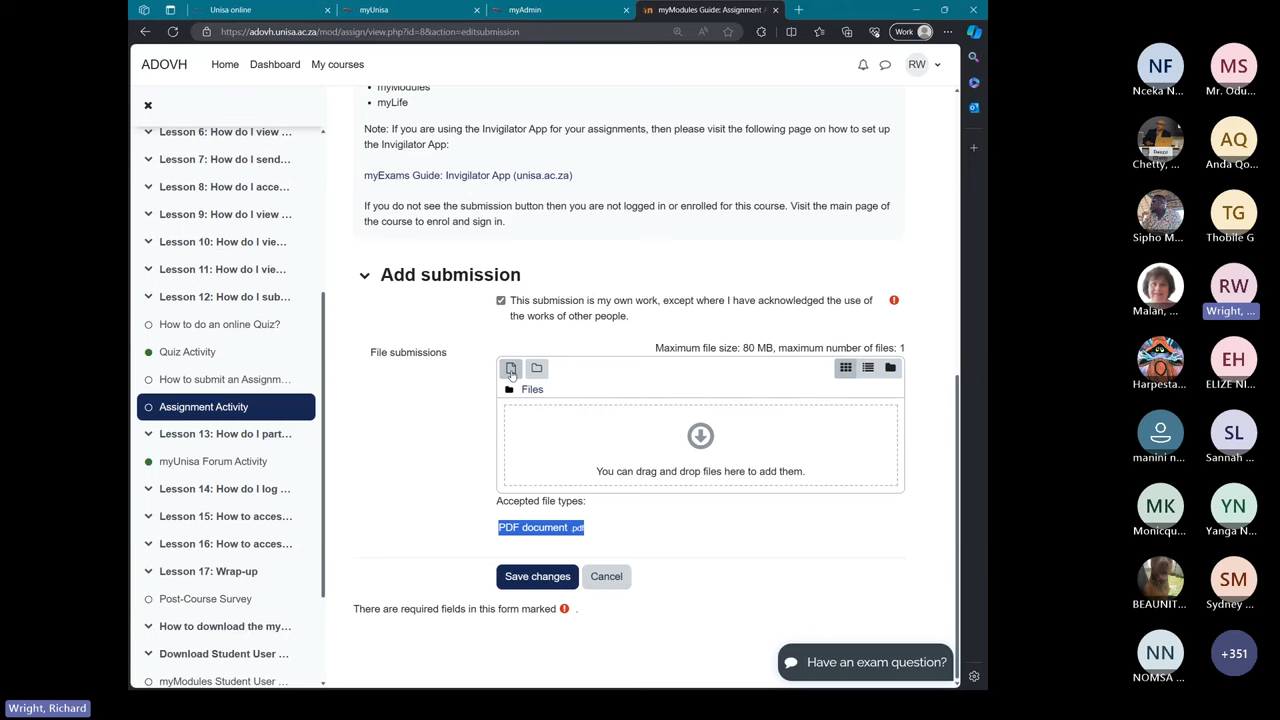 Unisa online
myUnisa
myAdmin
myModules Guide: Assignment A
https://adovh.unisa.ac.za/mod/assign/view.php?id=8&action=editsubmission
Work
ADOVH
Home
Dashboard
My courses
RW
Lesson 6: How do I view ...
Lesson 7: How do I send...
Lesson 8: How do I acce...
Lesson 9: How do I view ...
Lesson 10: How do I vie...
Lesson 11: How do I vie...
Lesson 12: How do I sub...
How to do an online Quiz?
Quiz Activity
How to submit an Assignm...
Assignment Activity
Lesson 13: How do I part...
myUnisa Forum Activity
Lesson 14: How do I log ...
Lesson 15: How to acces...
Lesson 16: How to acces...
Lesson 17: Wrap-up
Post-Course Survey
How to download the my...
Download Student User ...
myModules Student User ...
myModules
myLife
Note: If you are using the Invigilator App for your assignments, then please visit the following page on how to set up
the Invigilator App:
myExams Guide: Invigilator App (unisa.ac.za)
If you do not see the submission button then you are not logged in or enrolled for this course. Visit the main page of
the course to enrol and sign in.
Add submission
This submission is my own work, except where I have acknowledged the use of
the works of other people.
File submissions
Maximum file size: 80 MB, maximum number of files: 1
Files
You can drag and drop files here to add them.
Accepted file types:
PDF document .pdf
Save changes
Cancel
There are required fields in this form marked
.
Have an exam question?
NF
Nceka N...
MS
Mr. Odu...
Chetty, ...
AQ
Anda Qo...
Sipho M...
TG
Thobile G
Malan, ...
RW
Wright, ...
Harpesta...
EH
ELIZE NI...
manini n...
SL
Sannah ...
MK
Monicqu...
YN
Yanga N...
BEAUNIT...
SM
Sydney ...
NN
NOMSA ...
+351
Wright, Richard